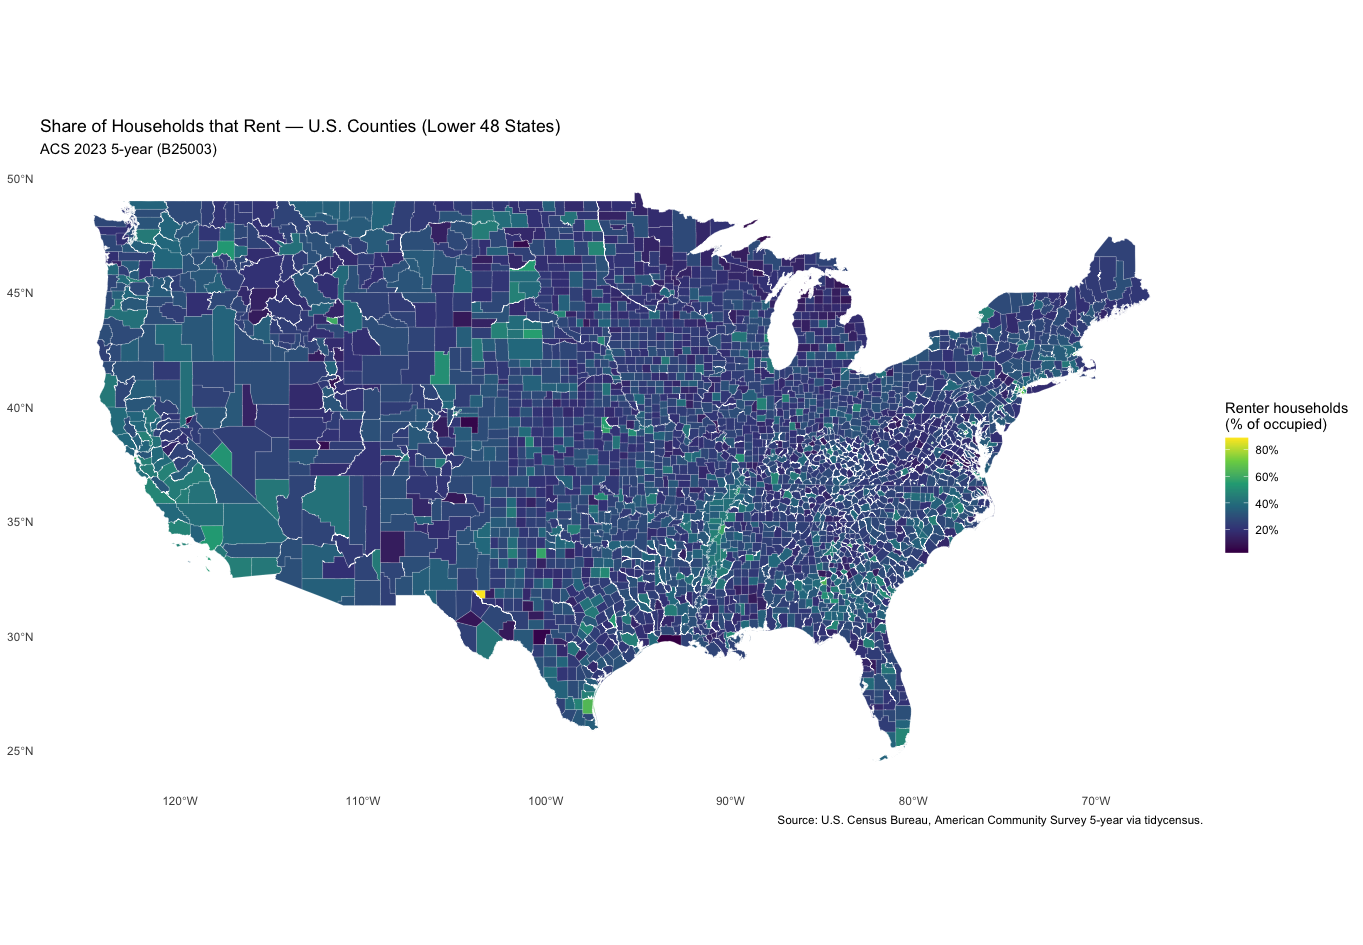 Share of Households that Rent — U.S. Counties (Lower 48 States)
ACS 2023 5-year (B25003)
50°N
45°N
40°N
35°N
30°N
25°N
120°W
110°W
100°W
90°W
80°W
70°W
Renter households
(% of occupied)
80%
60%
40%
20%
Source: U.S. Census Bureau, American Community Survey 5-year via tidycensus.